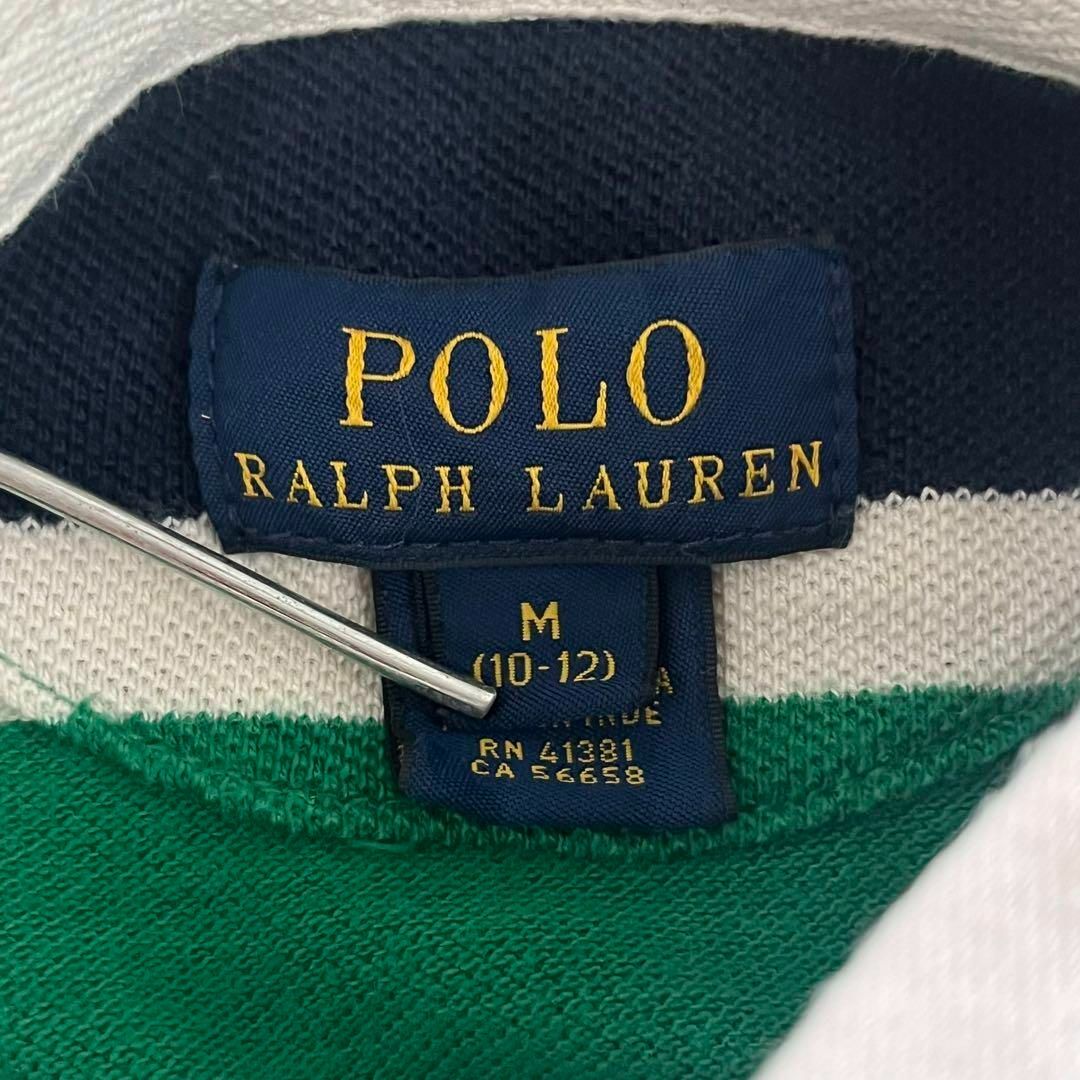 POLO
RALPH LAUREN
M
(10-12)
RN 41381
CA 56658